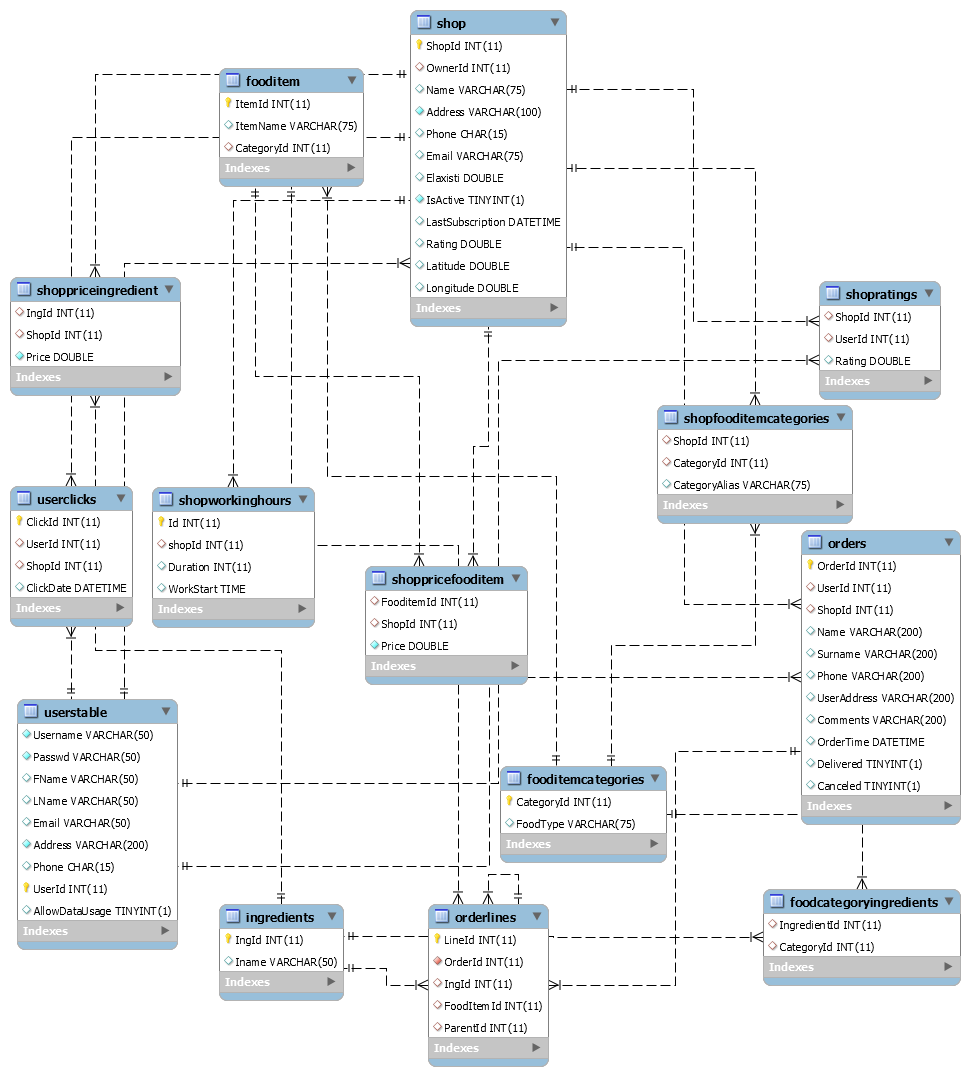 shop
ShopId INT(11)
OwnerId INT(11)
Name VARCHAR(75)
Address VARCHAR(100)
Phone CHAR(15)
Email VARCHAR(75)
Elaxisti DOUBLE
IsActive TINYINT(1)
LastSubscription DATETIME
Rating DOUBLE
Latitude DOUBLE
Longitude DOUBLE
Indexes
fooditem
ItemId INT(11)
ItemName VARCHAR(75)
CategoryId INT(11)
Indexes
shoppriceingredient
IngId INT(11)
ShopId INT(11)
Price DOUBLE
Indexes
shopratings
ShopId INT(11)
UserId INT(11)
Rating DOUBLE
Indexes
shopfooditemcategories
ShopId INT(11)
CategoryId INT(11)
CategoryAlias VARCHAR(75)
Indexes
userclicks
ClickId INT(11)
UserId INT(11)
ShopId INT(11)
ClickDate DATETIME
Indexes
shopworkinghours
Id INT(11)
shopId INT(11)
Duration INT(11)
WorkStart TIME
Indexes
shoppricefooditem
FooditemId INT(11)
ShopId INT(11)
Price DOUBLE
Indexes
orders
OrderId INT(11)
UserId INT(11)
ShopId INT(11)
Name VARCHAR(200)
Surname VARCHAR(200)
Phone VARCHAR(200)
UserAddress VARCHAR(200)
Comments VARCHAR(200)
OrderTime DATETIME
Delivered TINYINT(1)
Canceled TINYINT(1)
Indexes
userstable
Username VARCHAR(50)
Passwd VARCHAR(50)
FName VARCHAR(50)
LName VARCHAR(50)
Email VARCHAR(50)
Address VARCHAR(200)
Phone CHAR(15)
UserId INT(11)
AllowDataUsage TINYINT(1)
Indexes
fooditemcategories
CategoryId INT(11)
FoodType VARCHAR(75)
Indexes
ingredients
IngId INT(11)
Iname VARCHAR(50)
Indexes
orderlines
LineId INT(11)
OrderId INT(11)
IngId INT(11)
FoodItemId INT(11)
ParentId INT(11)
Indexes
foodcategoryingredients
IngredientId INT(11)
CategoryId INT(11)
Indexes